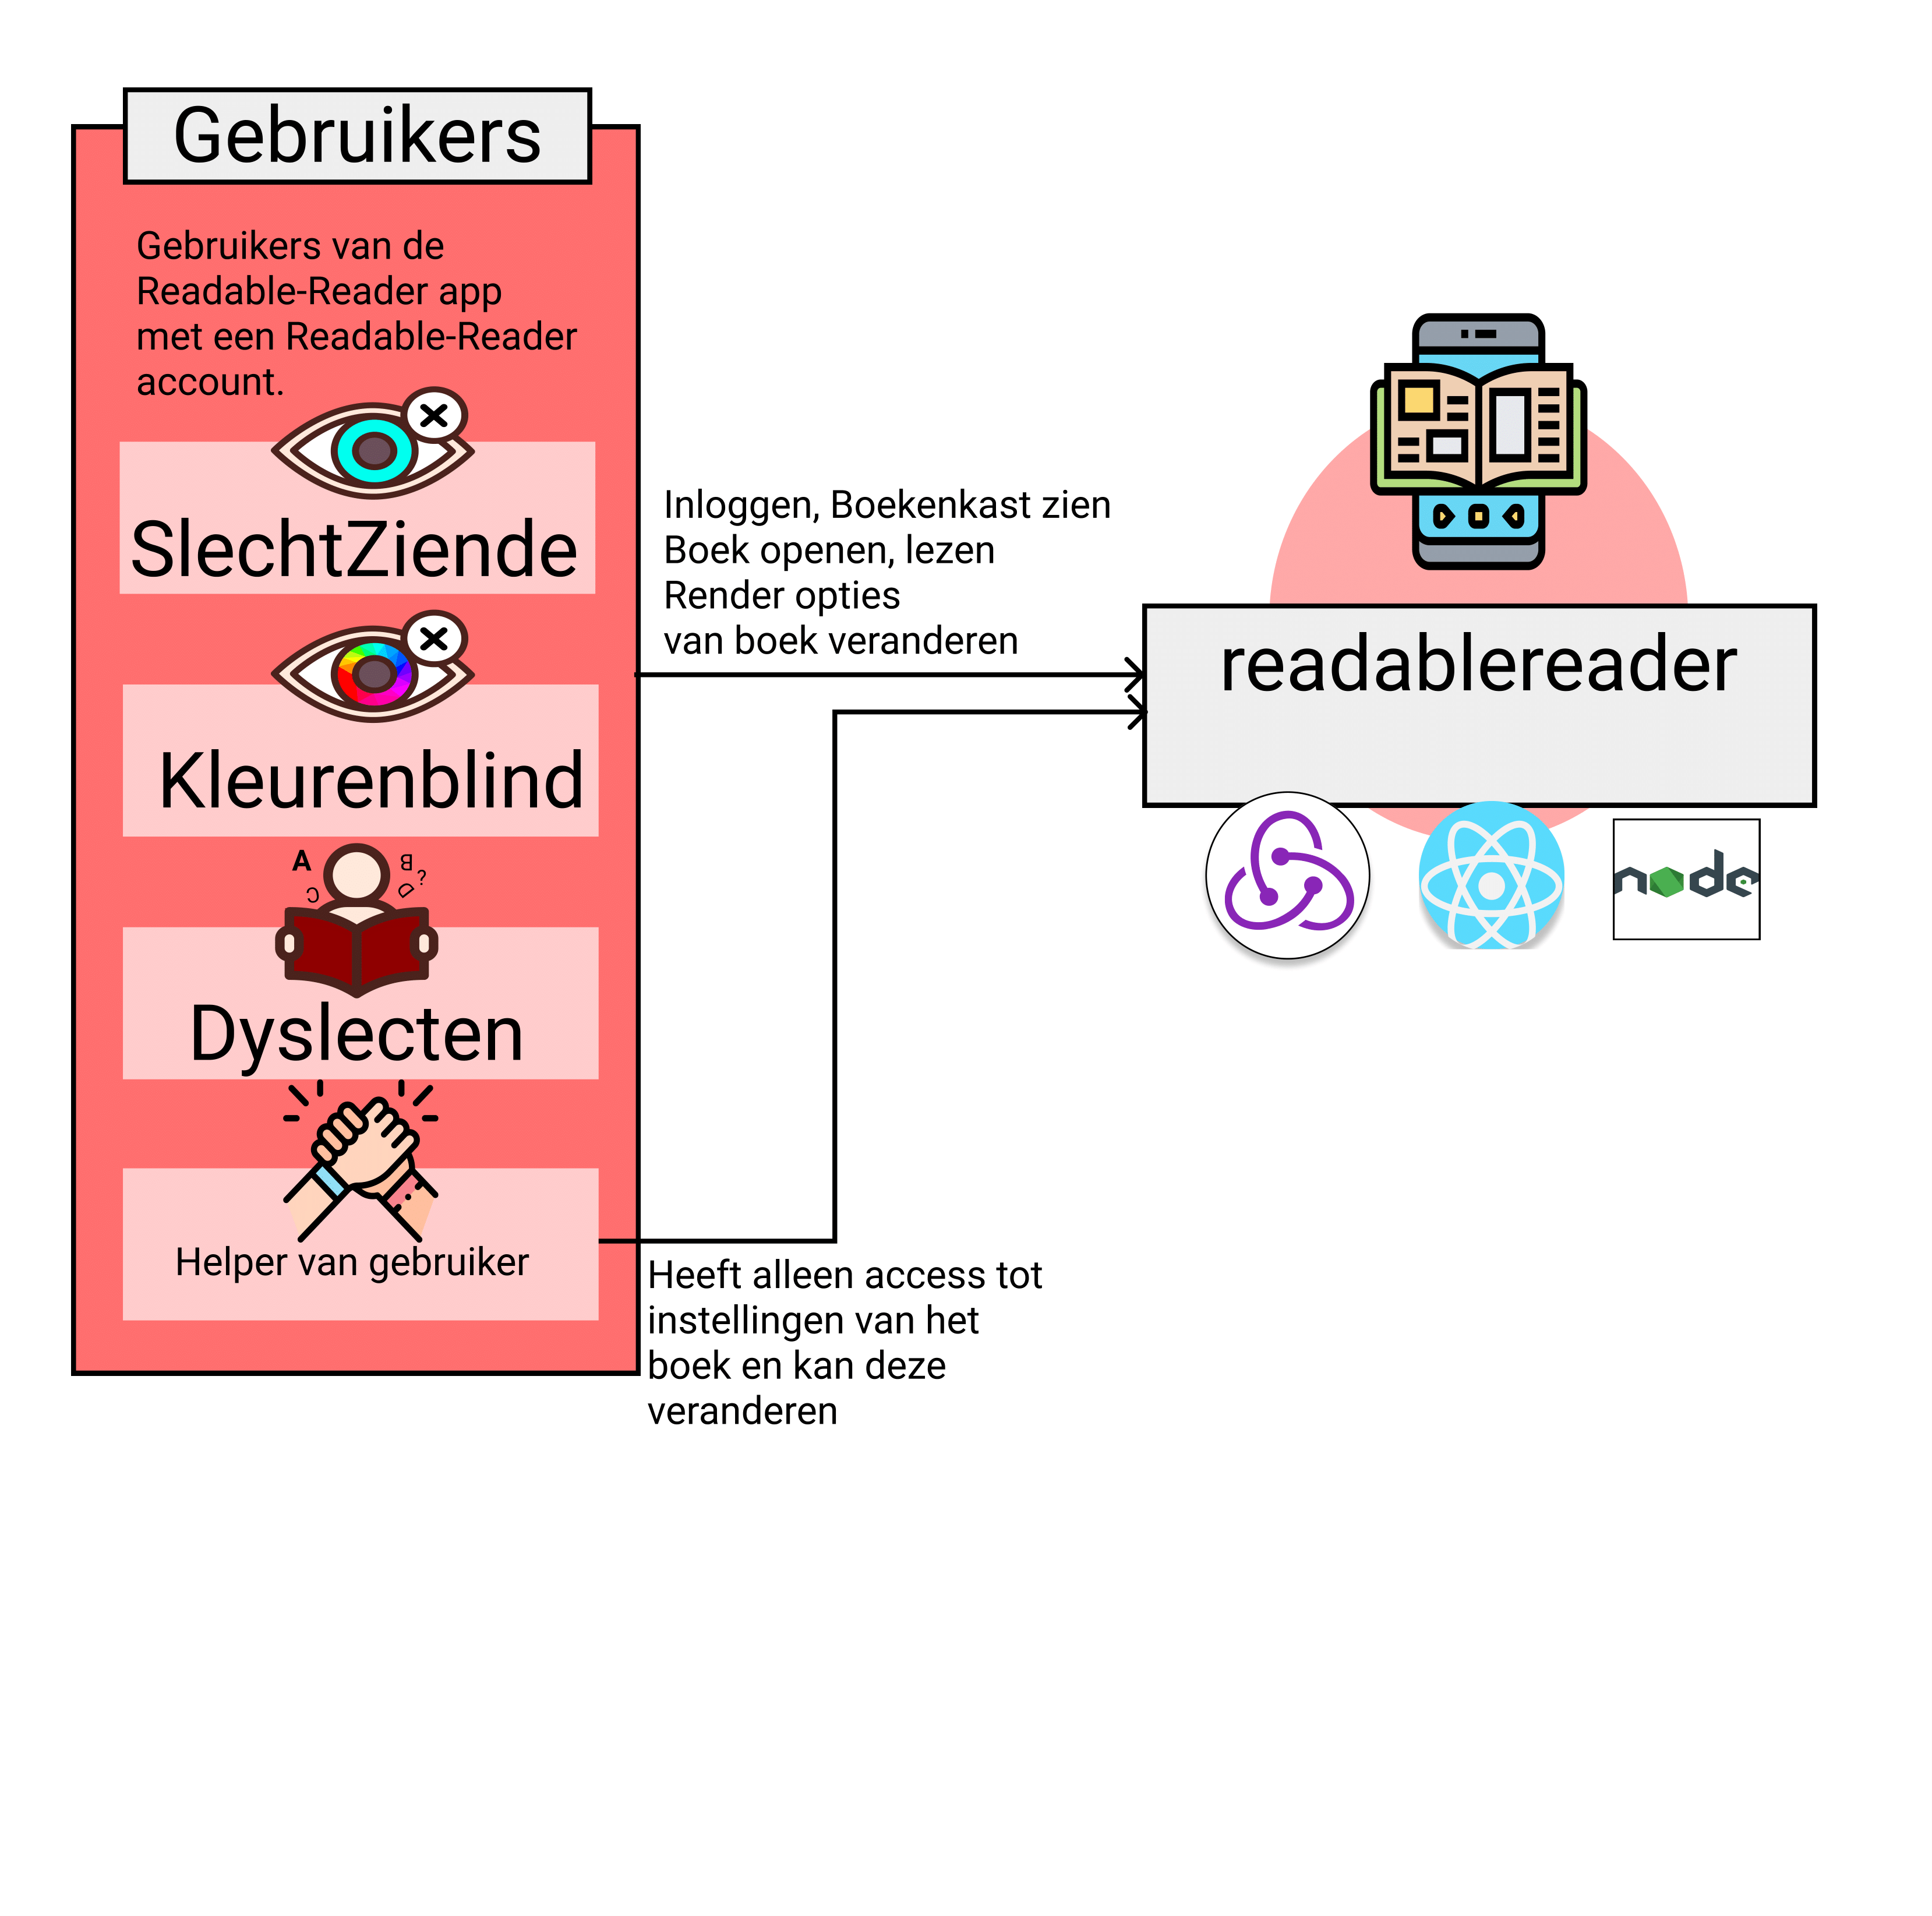 Gebruikers
Gebruikers van de
Readable-Reader app
met een Readable-Reader
account.
SlechtZiende
Kleurenblind
A
B
?
C
D
Dyslecten
Helper van gebruiker
Inloggen, Boekenkast zien
Boek openen, lezen
Render opties
van boek veranderen
Heeft alleen access tot
instellingen van het
boek en kan deze
veranderen
readablereader
node